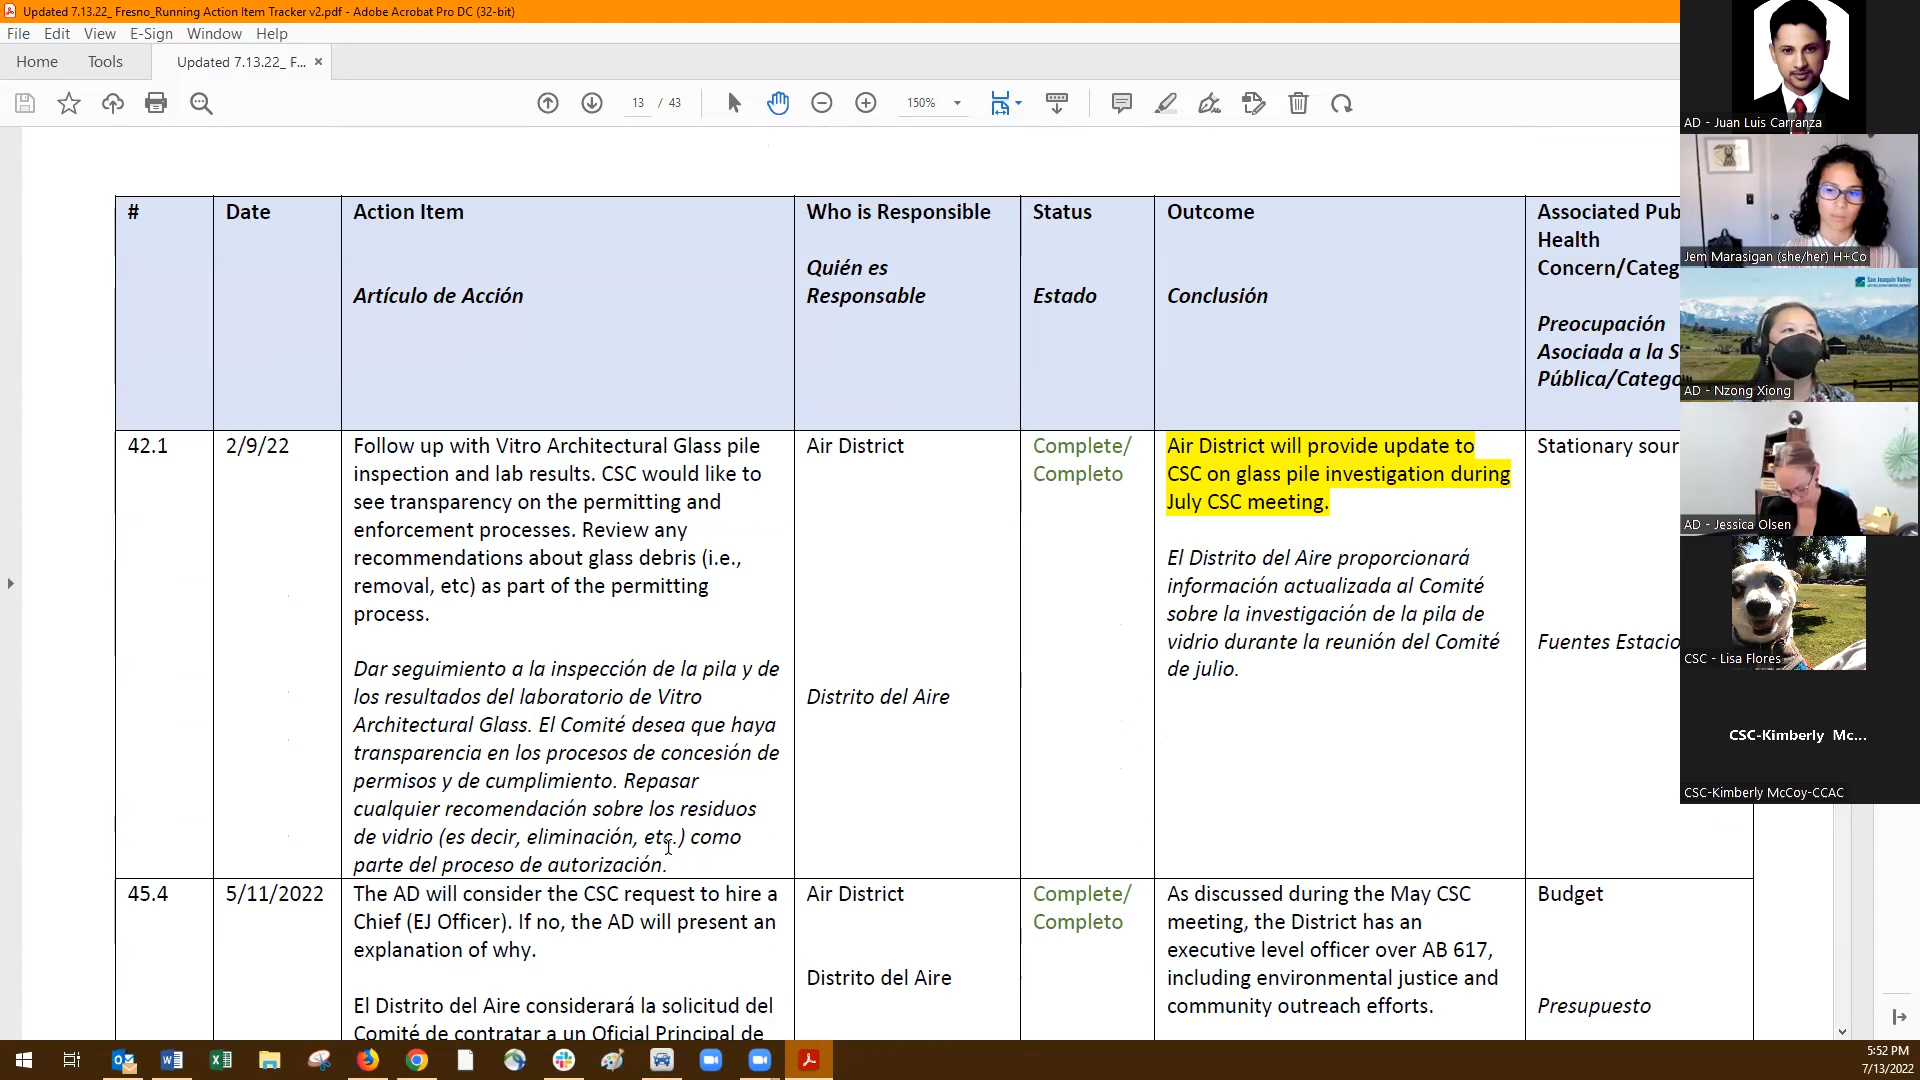 Updated 7.13.22_ Fresno_Running Action Item Tracker v2.pdf - Adobe Acrobat Pro DC (32-bit)
File Edit View E-Sign Window Help
Home Tools Updated 7.13.22_ F... ×
13 / 43 150%
# Date Action Item Who is Responsible Status Outcome Associated Pub
Health
Concern/Categ
Quién es
Responsable
Artículo de Acción Estado Conclusión
Preocupación
Asociada a la S
Pública/Catego
42.1 2/9/22 Follow up with Vitro Architectural Glass pile
inspection and lab results. CSC would like to
see transparency on the permitting and
enforcement processes. Review any
recommendations about glass debris (i.e.,
removal, etc) as part of the permitting
process.
Dar seguimiento a la inspección de la pila y de
los resultados del laboratorio de Vitro
Architectural Glass. El Comité desea que haya
transparencia en los procesos de concesión de
permisos y de cumplimiento. Repasar
cualquier recomendación sobre los residuos
de vidrio (es decir, eliminación, etc.) como
parte del proceso de autorización.
Air District
Distrito del Aire
Complete/
Completo
Air District will provide update to
CSC on glass pile investigation during
July CSC meeting.
El Distrito del Aire proporcionará
información actualizada al Comité
sobre la investigación de la pila de
vidrio durante la reunión del Comité
de julio.
Stationary sour
Fuentes Estacio
45.4 5/11/2022 The AD will consider the CSC request to hire a
Chief (EJ Officer). If no, the AD will present an
explanation of why.
El Distrito del Aire considerará la solicitud del
Comité de contratar a un Oficial Principal de
Air District
Distrito del Aire
Complete/
Completo
As discussed during the May CSC
meeting, the District has an
executive level officer over AB 617,
including environmental justice and
community outreach efforts.
Budget
Presupuesto
AD - Juan Luis Carranza
Jem Marasigan (she/her) H+Co
San Joaquin Valley
AD - Nzong Xiong
AD - Jessica Olsen
CSC - Lisa Flores
CSC-Kimberly Mc...
CSC-Kimberly McCoy-CCAC
5:52 PM
7/13/2022